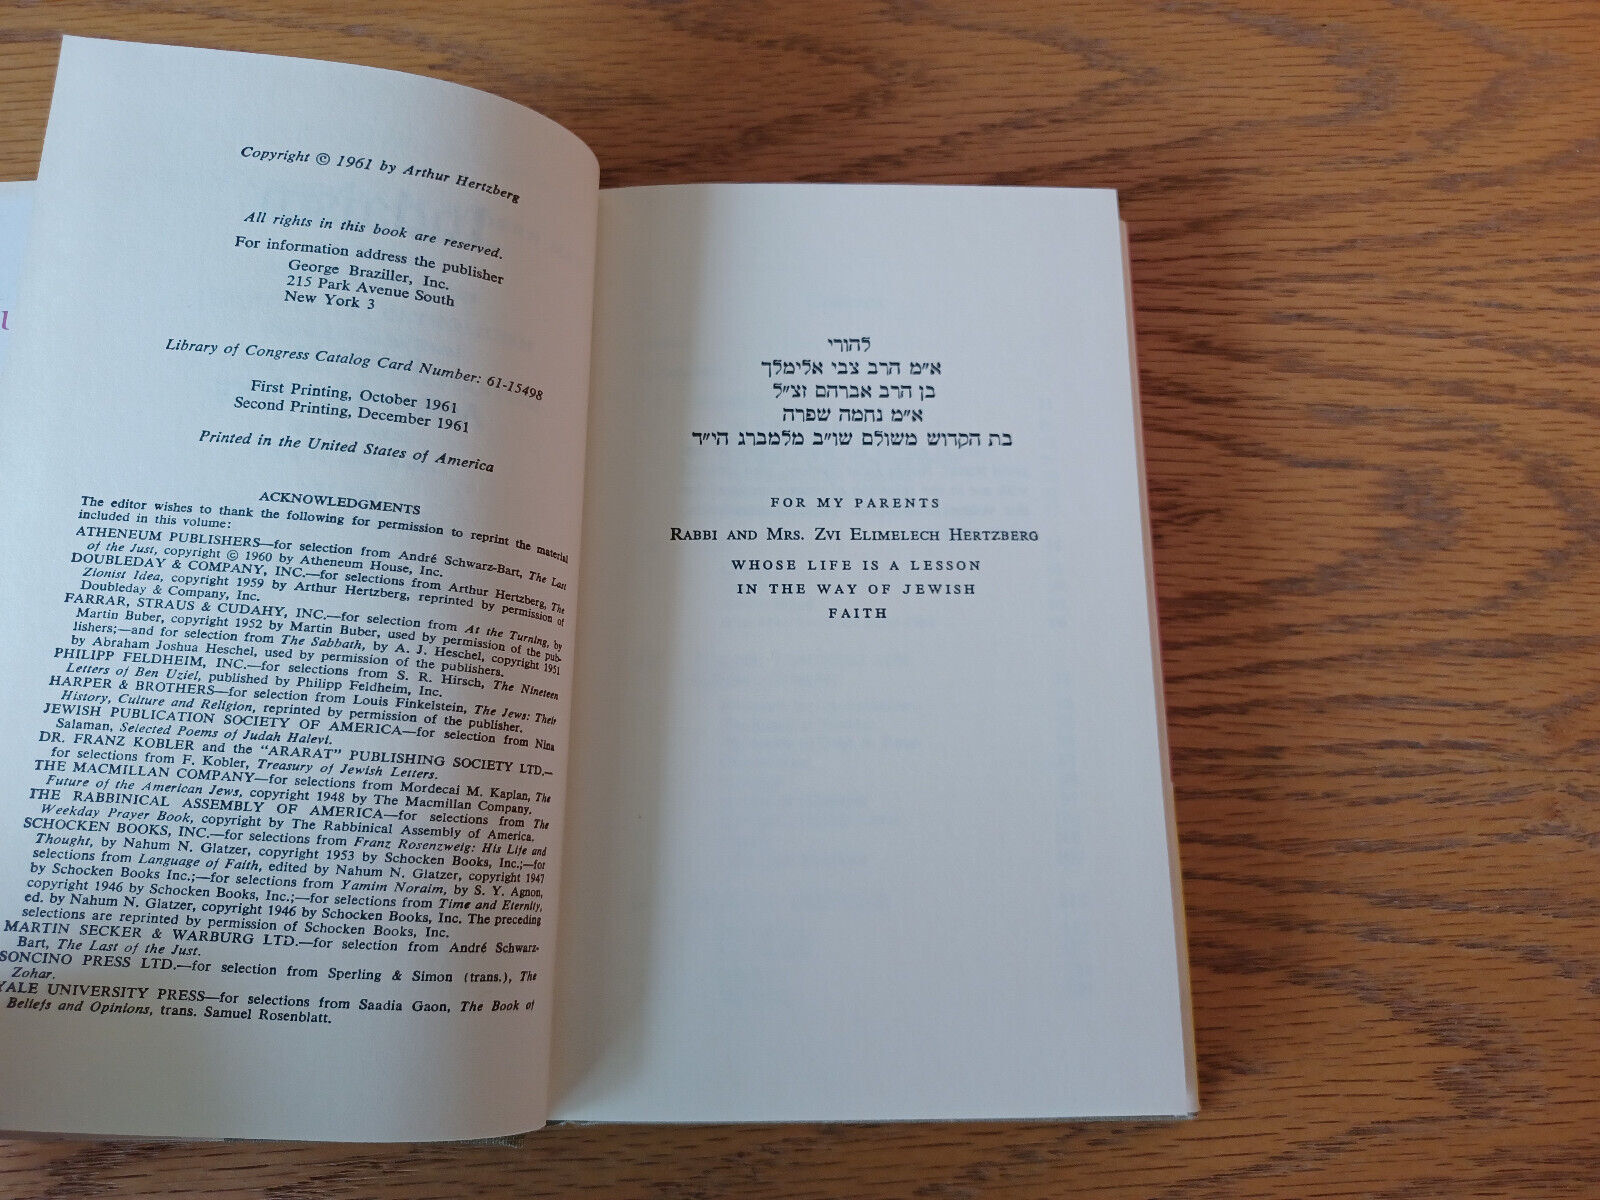 Copyright © 1961 by Arthur Hertzberg
All rights in this book are reserved.
For information address the publisher
George Braziller, Inc.
215 Park Avenue South
New York 3
Library of Congress Catalog Card Number: 61-15498
First Printing, October 1961
Second Printing, December 1961
Printed in the United States of America
ACKNOWLEDGMENTS
The editor wishes to thank the following for permission to reprint the material
included in this volume:
ATHENEUM PUBLISHERS—for selection from André Schwarz-Bart, The Last
of the Just, copyright © 1960 by Atheneum House, Inc.
DOUBLEDAY & COMPANY, INC.—for selections from Arthur Hertzberg, The
Zionist Idea, copyright 1959 by Arthur Hertzberg, reprinted by permission of
Doubleday & Company, Inc.
FARRAR, STRAUS & CUDAHY, INC.—for selection from At the Turning, by
Martin Buber, copyright 1952 by Martin Buber, used by permission of the pub-
lishers;—and for selection from The Sabbath, by A. J. Heschel, copyright 1951
by Abraham Joshua Heschel, used by permission of the publishers.
PHILIPP FELDHEIM, INC.—for selections from S. R. Hirsch, The Nineteen
Letters of Ben Uziel, published by Philipp Feldheim, Inc.
HARPER & BROTHERS—for selection from Louis Finkelstein, The Jews: Their
History, Culture and Religion, reprinted by permission of the publisher.
JEWISH PUBLICATION SOCIETY OF AMERICA—for selection from Nina
Salaman, Selected Poems of Judah Halevi.
DR. FRANZ KOBLER and the "ARARAT" PUBLISHING SOCIETY LTD.—
for selections from F. Kobler, Treasury of Jewish Letters.
THE MACMILLAN COMPANY—for selections from Mordecai M. Kaplan, The
Future of the American Jews, copyright 1948 by The Macmillan Company.
THE RABBINICAL ASSEMBLY OF AMERICA—for selections from The
Weekday Prayer Book, copyright by The Rabbinical Assembly of America.
SCHOCKEN BOOKS, INC.—for selections from Franz Rosenzweig: His Life and
Thought, by Nahum N. Glatzer, copyright 1953 by Schocken Books, Inc.;—for
selections from Language of Faith, edited by Nahum N. Glatzer, copyright 1947
by Schocken Books Inc.;—for selections from Yamim Noraim, by S. Y. Agnon,
copyright 1946 by Schocken Books, Inc.;—for selections from Time and Eternity,
ed. by Nahum N. Glatzer, copyright 1946 by Schocken Books, Inc. The preceding
selections are reprinted by permission of Schocken Books, Inc.
MARTIN SECKER & WARBURG LTD.—for selection from André Schwarz-
Bart, The Last of the Just.
SONCINO PRESS LTD.—for selection from Sperling & Simon (trans.), The
Zohar.
YALE UNIVERSITY PRESS—for selections from Saadia Gaon, The Book of
Beliefs and Opinions, trans. Samuel Rosenblatt.
להורי
א״מ הרב צבי אלימלך
בן הרב אברהם זצ״ל
א״מ נחמה שפרה
בת הקדוש משולם שו״ב מלמברג הי״ד
FOR MY PARENTS
RABBI AND MRS. ZVI ELIMELECH HERTZBERG
WHOSE LIFE IS A LESSON
IN THE WAY OF JEWISH
FAITH